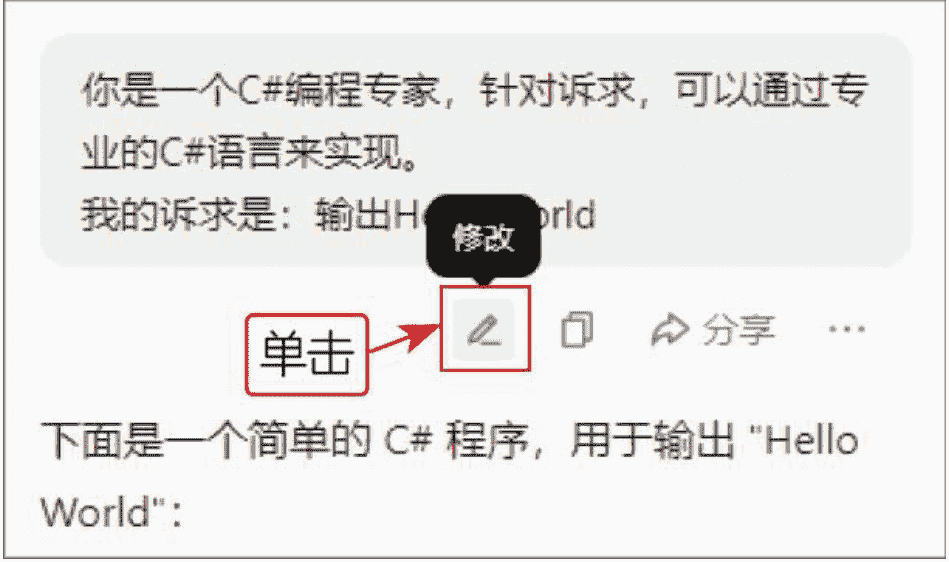 你是一个C#编程专家，针对诉求，可以通过专
业的C#语言来实现。
我的诉求是：输出H orld
修改
单击
分享
下面是一个简单的 C# 程序，用于输出 "Hello
World"：